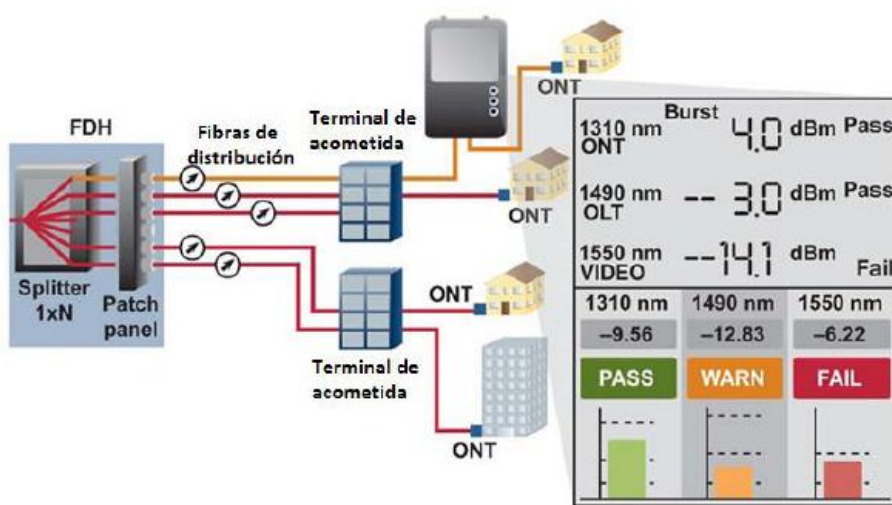 FDH
Splitter
1xN
Patch
panel
Fibras de
distribución
Terminal de
acometida
Terminal de
acometida
ONT
ONT
ONT
ONT
Burst
1310 nm
ONT
4.0 dBm Pass
1490 nm
OLT
-- 3.0 dBm Pass
1550 nm
VIDEO
--14.1 dBm Fail
1310 nm 1490 nm 1550 nm
–9.56 –12.83 –6.22
PASS WARN FAIL